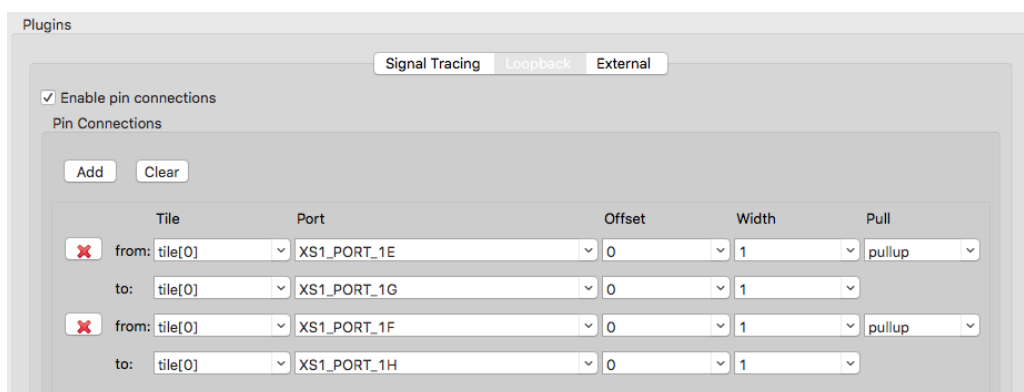 Plugins
Signal Tracing Loopback External
Enable pin connections
Pin Connections
Add Clear
Tile Port Offset Width Pull
from: tile[0] XS1_PORT_1E 0 1 pullup
to: tile[0] XS1_PORT_1G 0 1
from: tile[0] XS1_PORT_1F 0 1 pullup
to: tile[0] XS1_PORT_1H 0 1